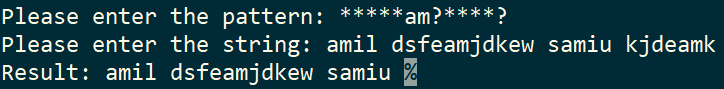 Please enter the pattern: *****am?****?
Please enter the string: amil dsfeamjdkew samiu kjdeamk
Result: amil dsfeamjdkew samiu %